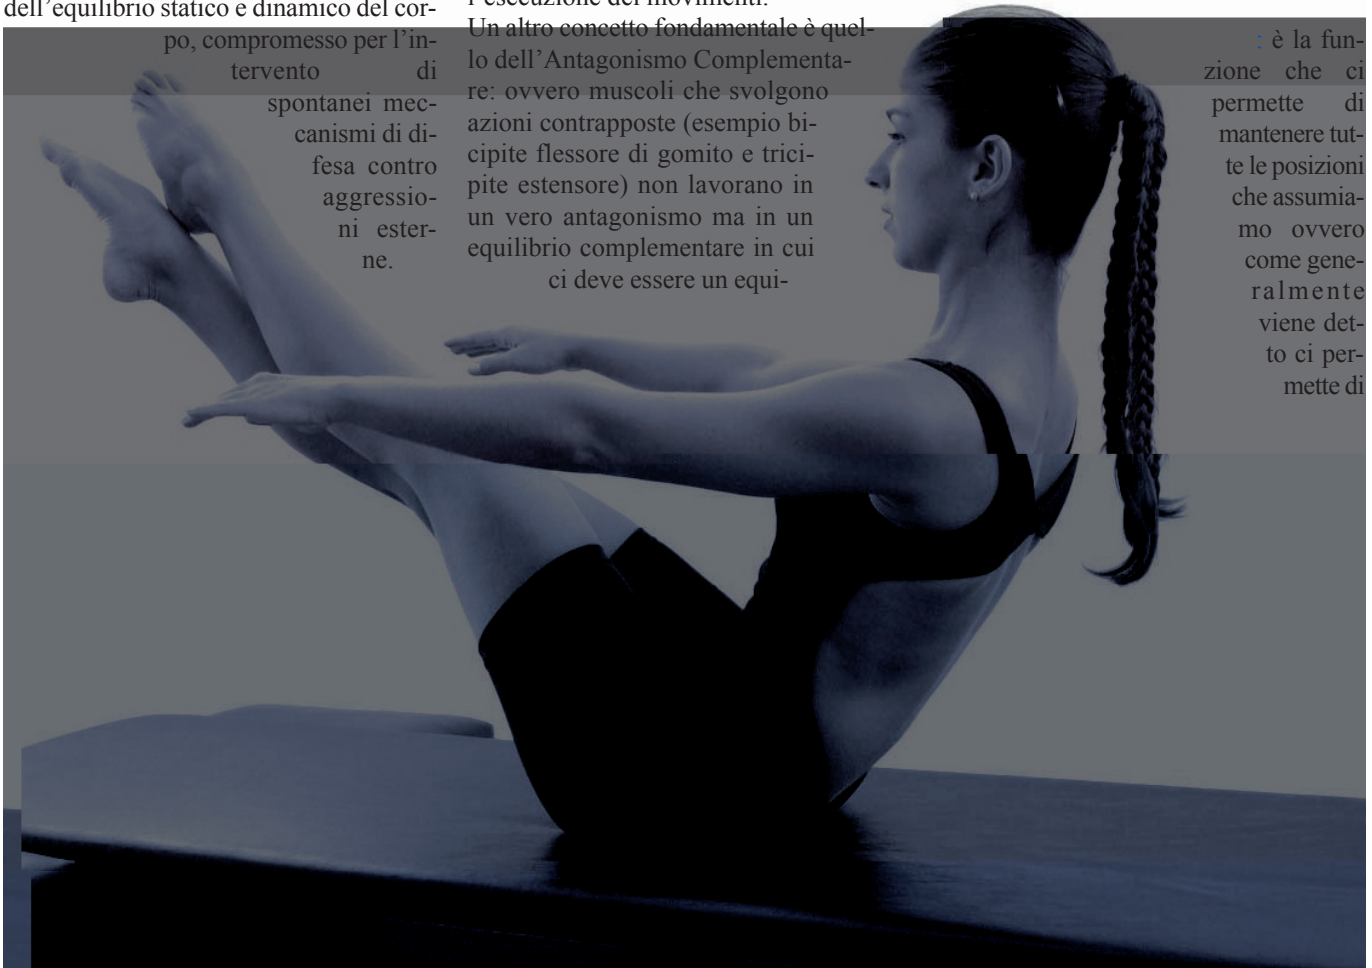 dell'equilibrio statico e dinamico del cor-
po, compromesso per l'in-
tervento di
spontanei mec-
canismi di di-
fesa contro
aggressio-
ni ester-
ne.
l'esecuzione dei movimenti.
Un altro concetto fondamentale è quel-
lo dell'Antagonismo Complementa-
re: ovvero muscoli che svolgono
azioni contrapposte (esempio bi-
cipite flessore di gomito e trici-
pite estensore) non lavorano in
un vero antagonismo ma in un
equilibrio complementare in cui
ci deve essere un equi-
: è la fun-
zione che ci
permette di
mantenere tut-
te le posizioni
che assumia-
mo ovvero
come gene-
ralmente
viene det-
to ci per-
mette di